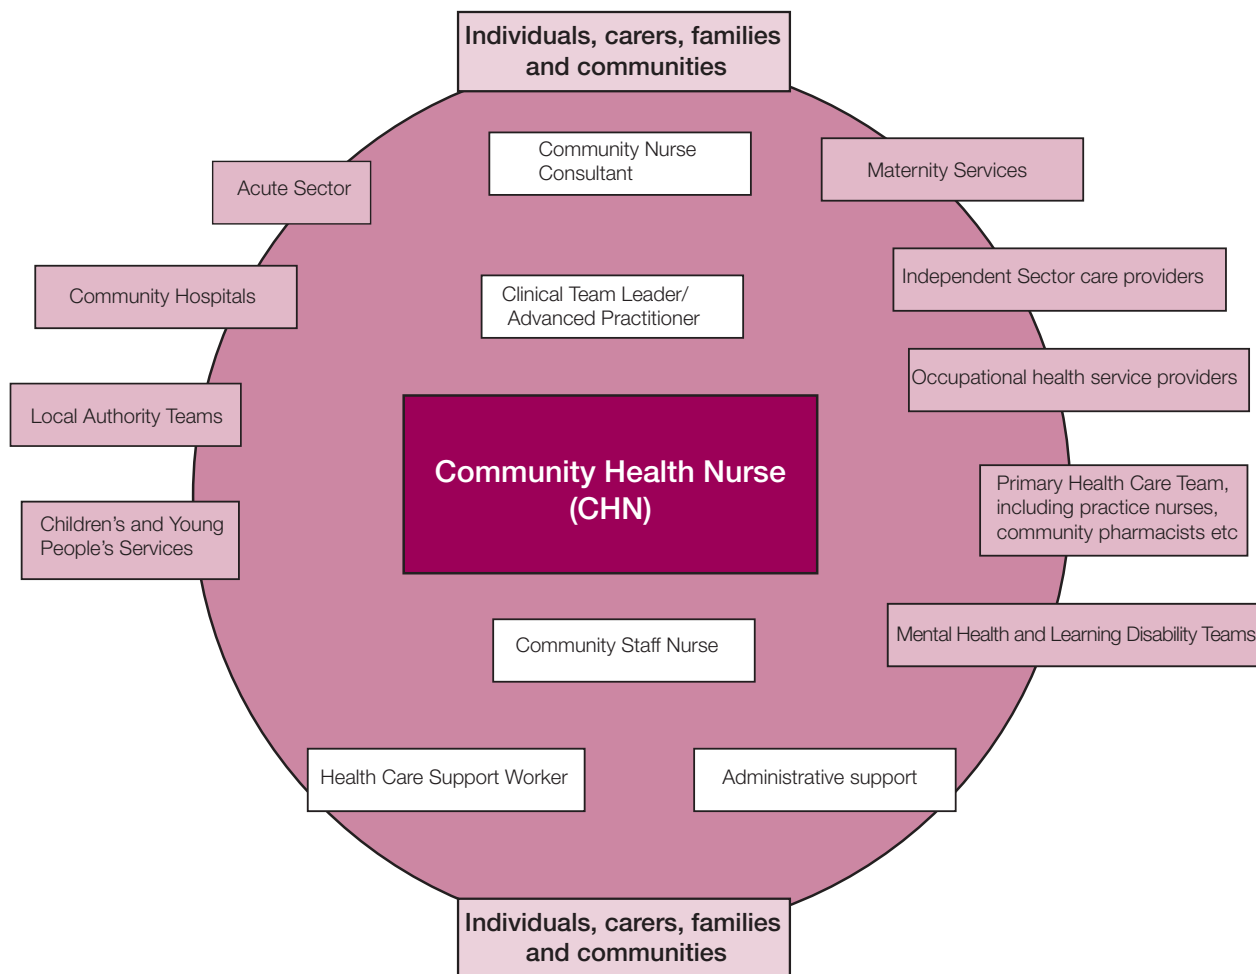 Individuals, carers, families
and communities
Community Nurse
Consultant
Maternity Services
Acute Sector
Independent Sector care providers
Community Hospitals
Clinical Team Leader/
Advanced Practitioner
Occupational health service providers
Local Authority Teams
Community Health Nurse
(CHN)
Primary Health Care Team,
including practice nurses,
community pharmacists etc
Children’s and Young
People’s Services
Mental Health and Learning Disability Teams
Community Staff Nurse
Health Care Support Worker
Administrative support
Individuals, carers, families
and communities